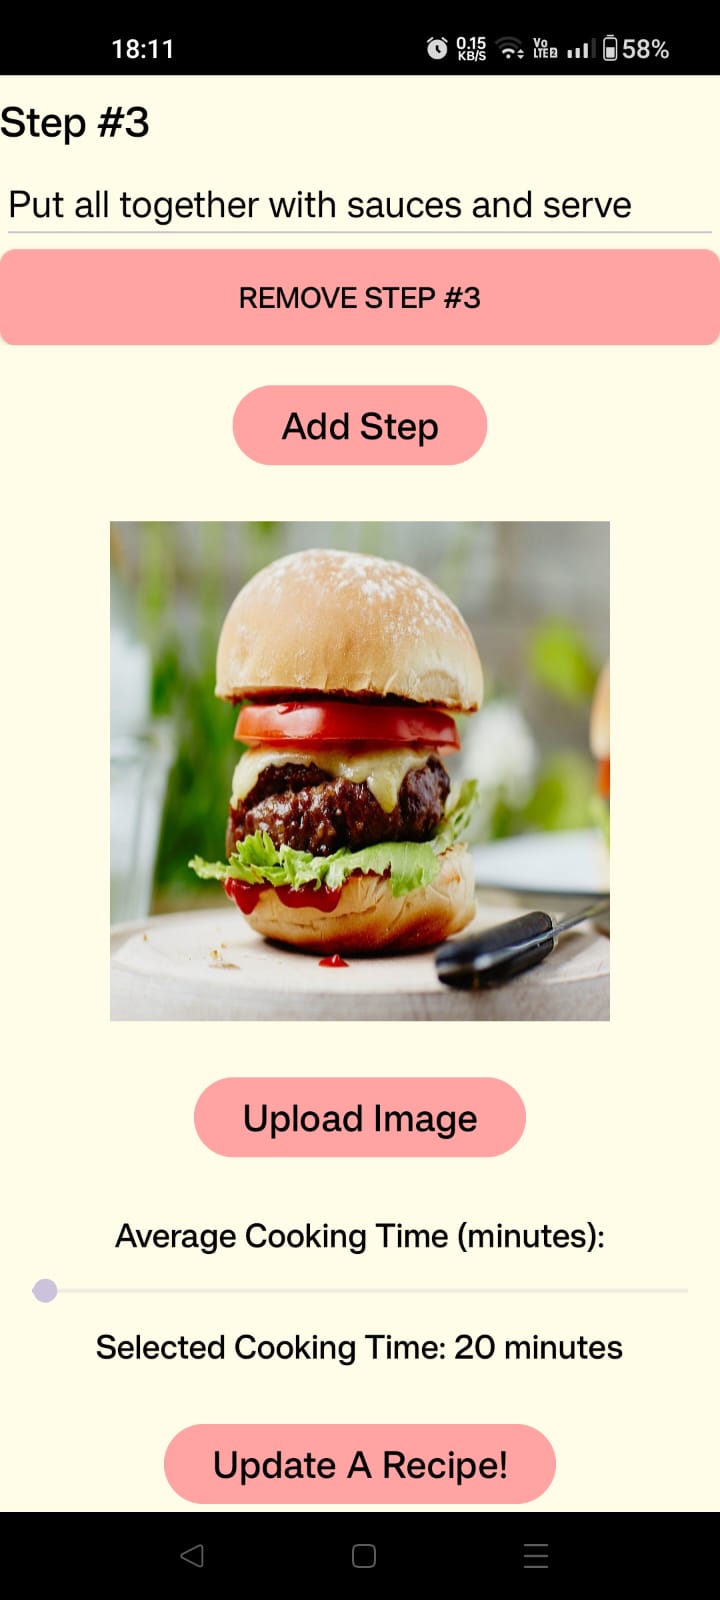 18:11
0.15
KB/S
Vo
LTE2
58%
Step #3
Put all together with sauces and serve
REMOVE STEP #3
Add Step
Upload Image
Average Cooking Time (minutes):
Selected Cooking Time: 20 minutes
Update A Recipe!